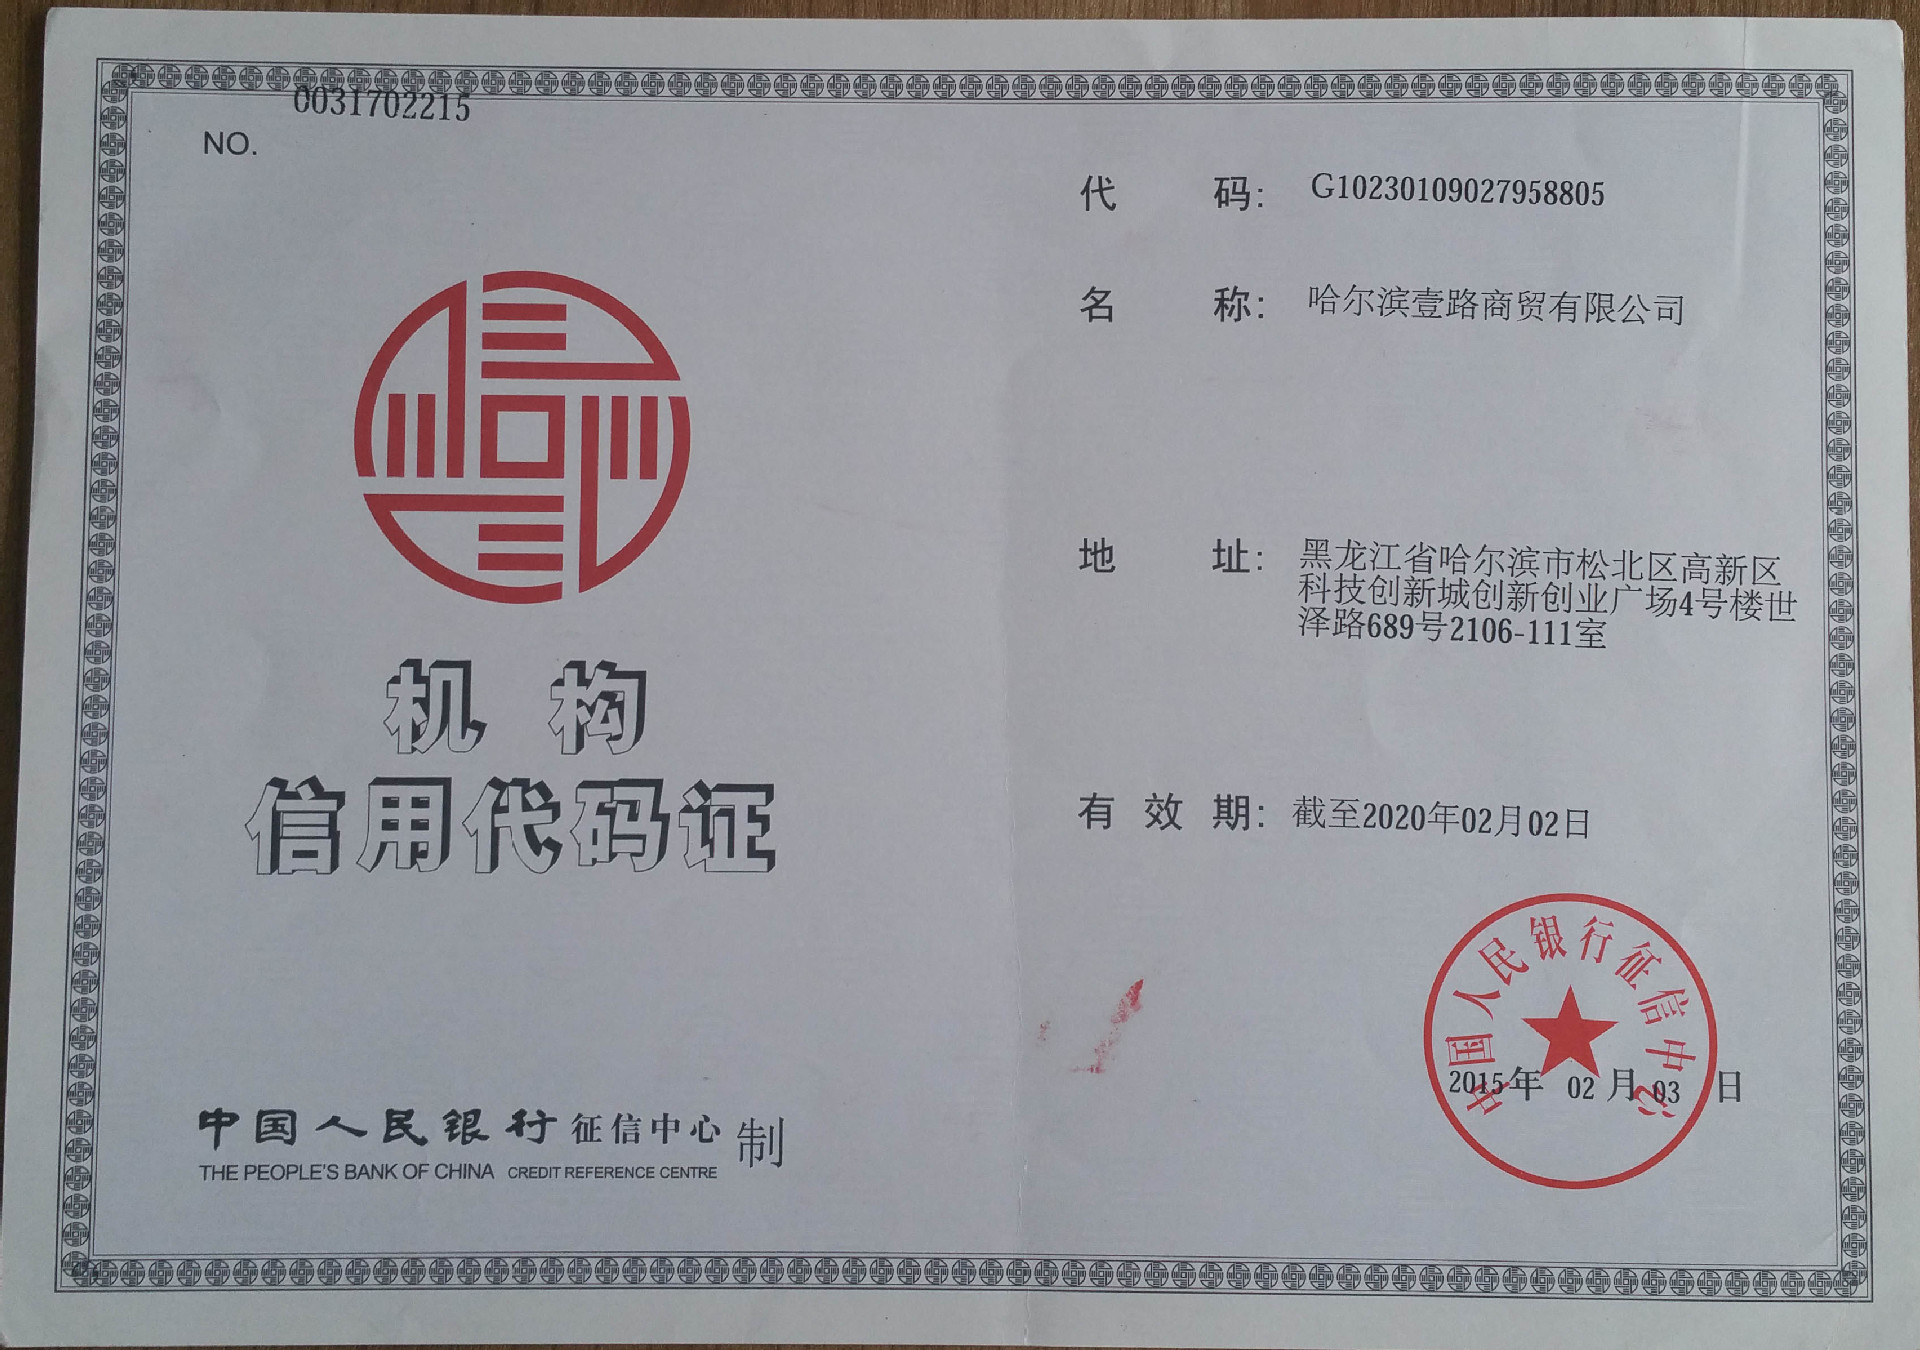 0031702215
NO.
机构
信用代码证
中国人民银行征信中心 制
THE PEOPLE'S BANK OF CHINA CREDIT REFERENCE CENTRE
代码: G10230109027958805
名称: 哈尔滨壹路商贸有限公司
地址: 黑龙江省哈尔滨市松北区高新区
科技创新城创新创业广场4号楼世
泽路689号2106-111室
有效期: 截至2020年02月02日
中国人民银行征信中心
2015年 02月03日